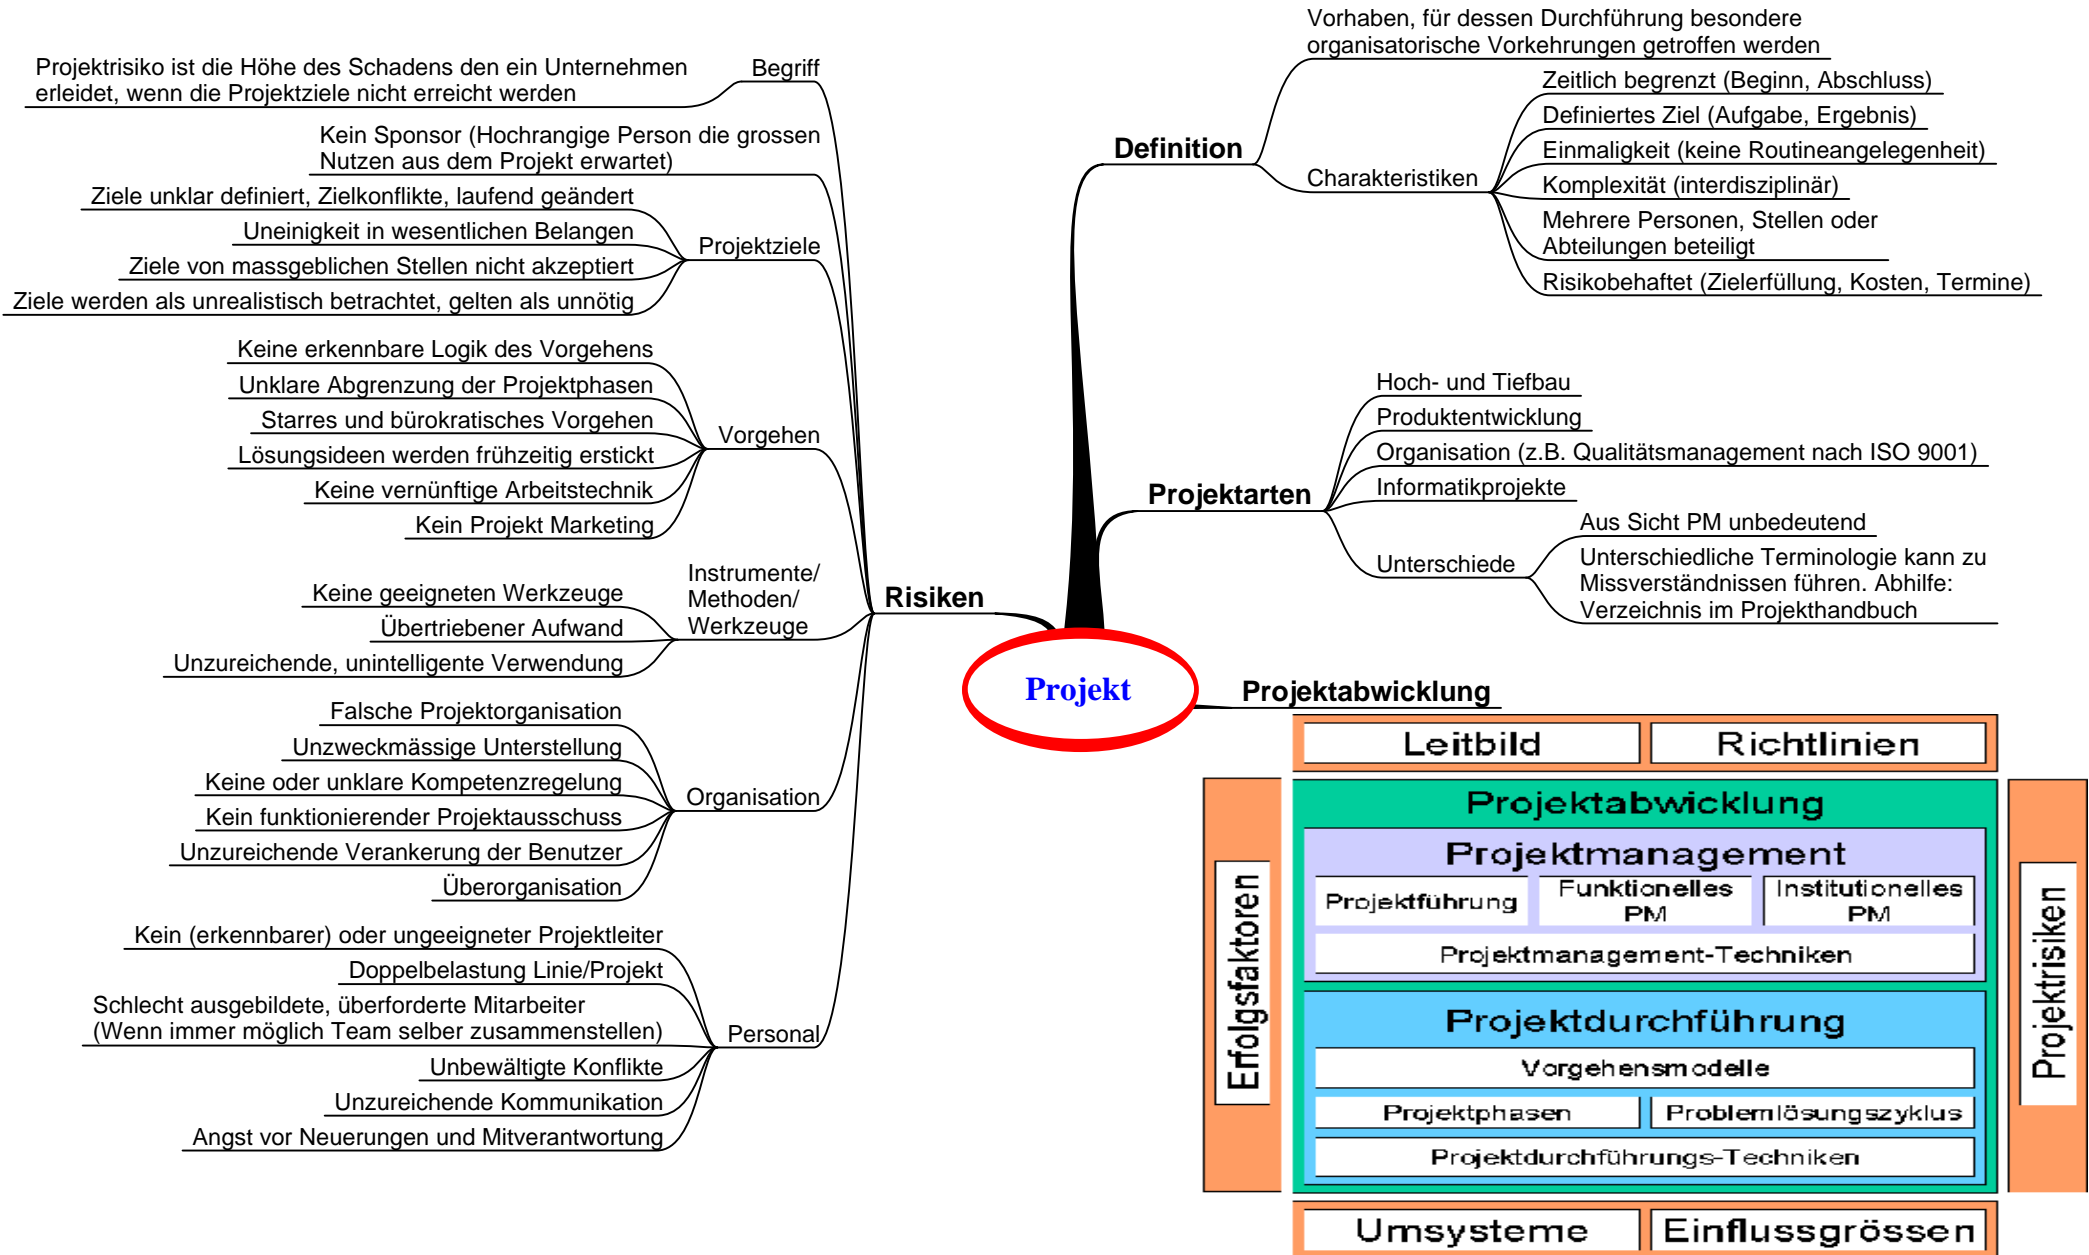 Projekt
Definition
Vorhaben, für dessen Durchführung besondere
organisatorische Vorkehrungen getroffen werden
Charakteristiken
Zeitlich begrenzt (Beginn, Abschluss)
Definiertes Ziel (Aufgabe, Ergebnis)
Einmaligkeit (keine Routineangelegenheit)
Komplexität (interdisziplinär)
Mehrere Personen, Stellen oder
Abteilungen beteiligt
Risikobehaftet (Zielerfüllung, Kosten, Termine)
Projektarten
Hoch- und Tiefbau
Produktentwicklung
Organisation (z.B. Qualitätsmanagement nach ISO 9001)
Informatikprojekte
Unterschiede
Aus Sicht PM unbedeutend
Unterschiedliche Terminologie kann zu
Missverständnissen führen. Abhilfe:
Verzeichnis im Projekthandbuch
Projektabwicklung
Leitbild
Richtlinien
Erfolgsfaktoren
Projektabwicklung
Projektmanagement
Projektführung
Funktionelles
PM
Institutionelles
PM
Projektmanagement-Techniken
Projektdurchführung
Vorgehensmodelle
Projektphasen
Problemlösungszyklus
Projektdurchführungs-Techniken
Projektrisiken
Umsysteme
Einflussgrössen
Risiken
Begriff
Projektrisiko ist die Höhe des Schadens den ein Unternehmen
erleidet, wenn die Projektziele nicht erreicht werden
Kein Sponsor (Hochrangige Person die grossen
Nutzen aus dem Projekt erwartet)
Projektziele
Ziele unklar definiert, Zielkonflikte, laufend geändert
Uneinigkeit in wesentlichen Belangen
Ziele von massgeblichen Stellen nicht akzeptiert
Ziele werden als unrealistisch betrachtet, gelten als unnötig
Vorgehen
Keine erkennbare Logik des Vorgehens
Unklare Abgrenzung der Projektphasen
Starres und bürokratisches Vorgehen
Lösungsideen werden frühzeitig erstickt
Keine vernünftige Arbeitstechnik
Kein Projekt Marketing
Instrumente/
Methoden/
Werkzeuge
Keine geeigneten Werkzeuge
Übertriebener Aufwand
Unzureichende, unintelligente Verwendung
Organisation
Falsche Projektorganisation
Unzweckmässige Unterstellung
Keine oder unklare Kompetenzregelung
Kein funktionierender Projektausschuss
Unzureichende Verankerung der Benutzer
Überorganisation
Personal
Kein (erkennbarer) oder ungeeigneter Projektleiter
Doppelbelastung Linie/Projekt
Schlecht ausgebildete, überforderte Mitarbeiter
(Wenn immer möglich Team selber zusammenstellen)
Unbewältigte Konflikte
Unzureichende Kommunikation
Angst vor Neuerungen und Mitverantwortung